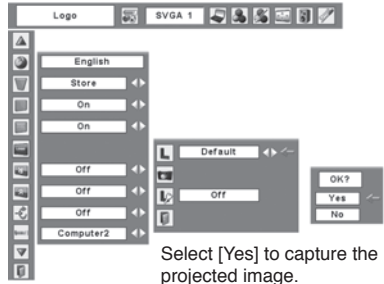 Logo
SVGA 1
English
Store
On
On
Off
Off
Off
Computer2
Default
Off
OK?
Yes
No
Select [Yes] to capture the
projected image.